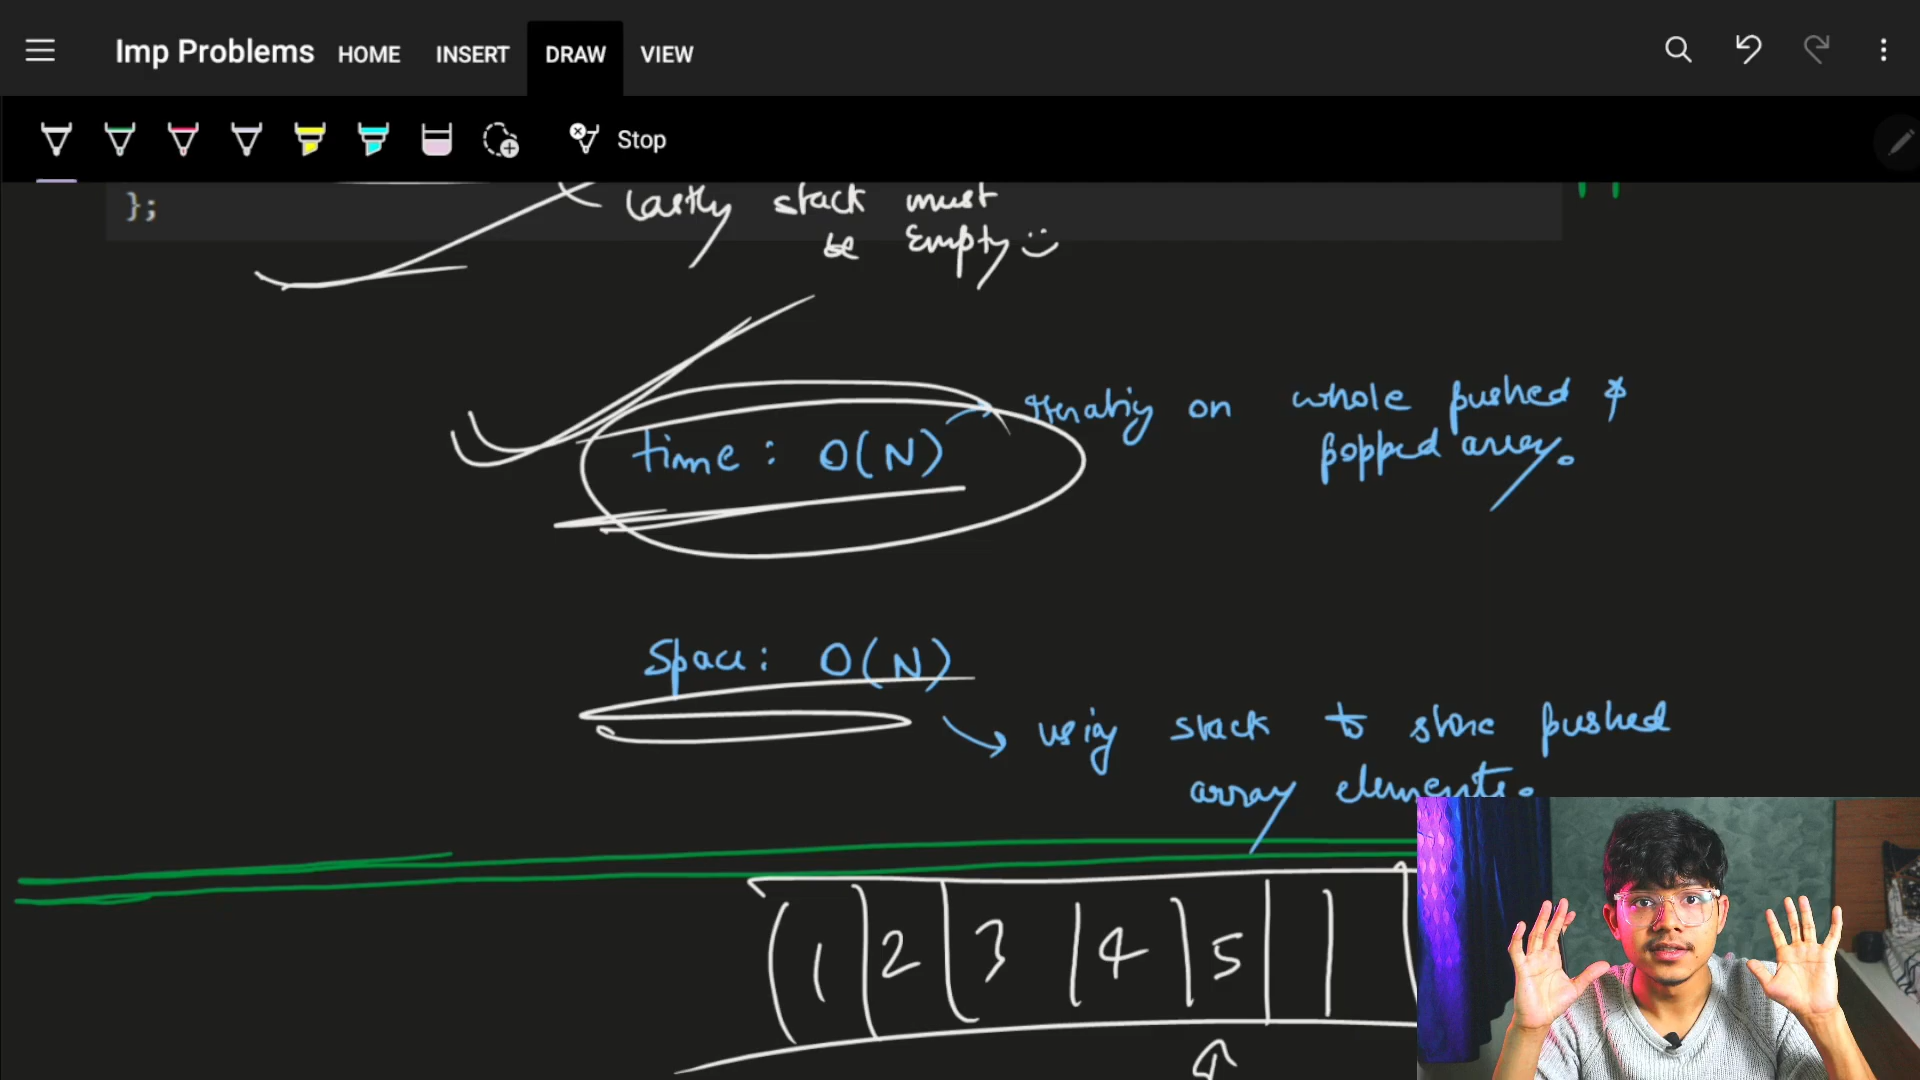 Imp Problems HOME INSERT DRAW VIEW
Stop
};
Lastly stack must
be Empty
time: O(N)
Iterating on whole pushed &
popped array.
Space: O(N)
using stack to store pushed
array elements.
1 2 3 4 5